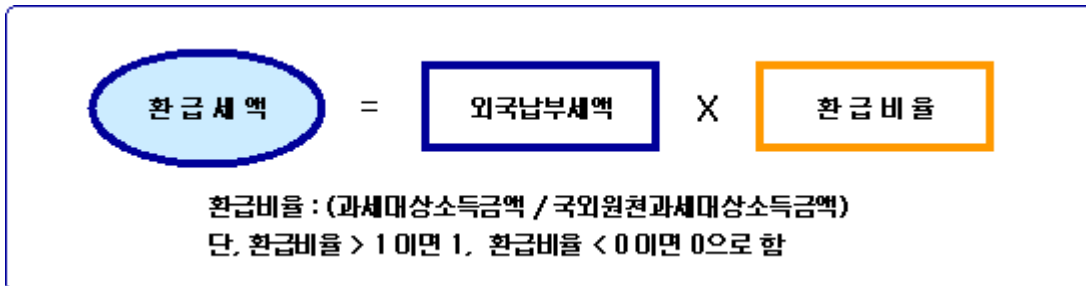 환 급 세 액 = 외국납부세액 X 환 급 비 율
환급비율 : (과세대상소득금액 / 국외원천과세대상소득금액)
단, 환급비율 > 1 이면 1, 환급비율 < 0 이면 0으로 함